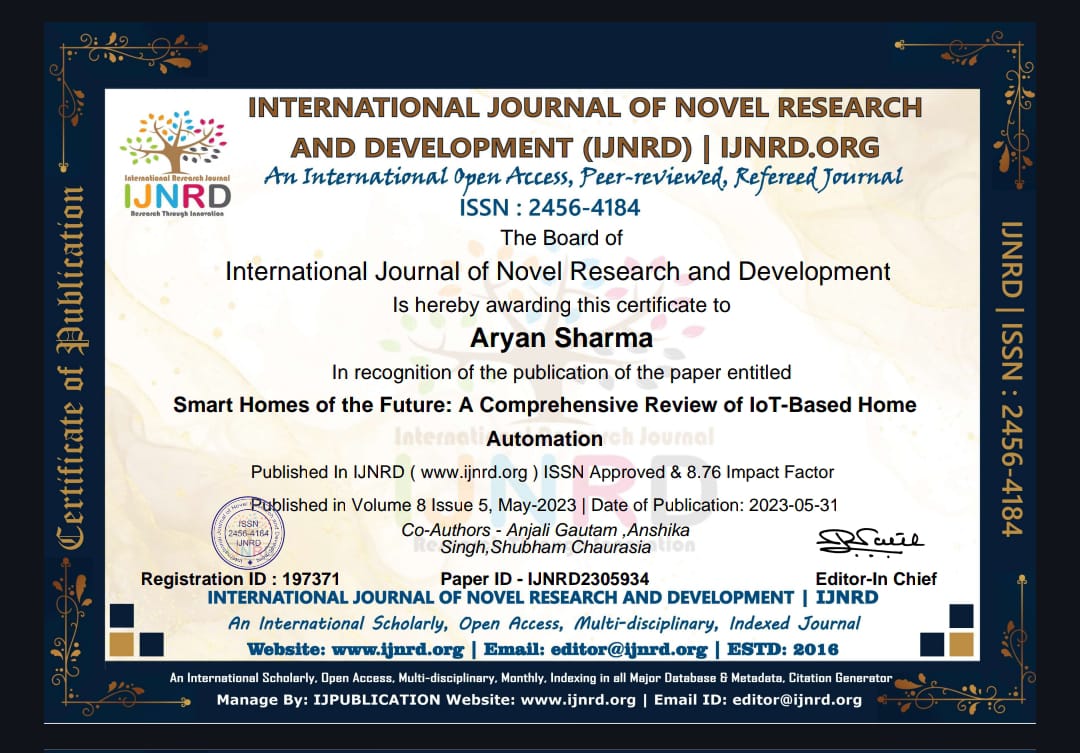 INTERNATIONAL JOURNAL OF NOVEL RESEARCH
AND DEVELOPMENT (IJNRD) | IJNRD.ORG
An International Open Access, Peer-reviewed, Refereed Journal
ISSN : 2456-4184
International Research Journal
IJNRD
Research Through Innovation
The Board of
International Journal of Novel Research and Development
Is hereby awarding this certificate to
Aryan Sharma
In recognition of the publication of the paper entitled
Smart Homes of the Future: A Comprehensive Review of IoT-Based Home
Automation
Published In IJNRD ( www.ijnrd.org ) ISSN Approved & 8.76 Impact Factor
Published in Volume 8 Issue 5, May-2023 | Date of Publication: 2023-05-31
Co-Authors - Anjali Gautam ,Anshika
Singh,Shubham Chaurasia
ISSN
2456-4184
IJNRD
Registration ID : 197371
Paper ID - IJNRD2305934
Editor-In Chief
INTERNATIONAL JOURNAL OF NOVEL RESEARCH AND DEVELOPMENT | IJNRD
An International Scholarly, Open Access, Multi-disciplinary, Indexed Journal
Website: www.ijnrd.org | Email: editor@ijnrd.org | ESTD: 2016
An International Scholarly, Open Access, Multi-disciplinary, Monthly, Indexing in all Major Database & Metadata, Citation Generator
Manage By: IJPUBLICATION Website: www.ijnrd.org | Email ID: editor@ijnrd.org
Certificate of Publication
IJNRD | ISSN : 2456-4184